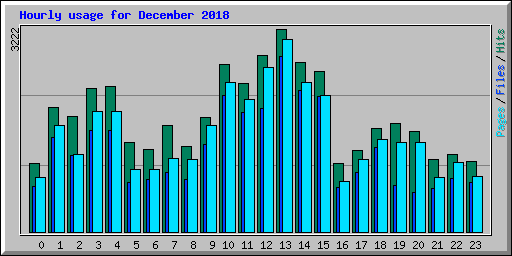 Hourly usage for December 2018
3222
Pages/Files/Hits
0 1 2 3 4 5 6 7 8 9 10 11 12 13 14 15 16 17 18 19 20 21 22 23